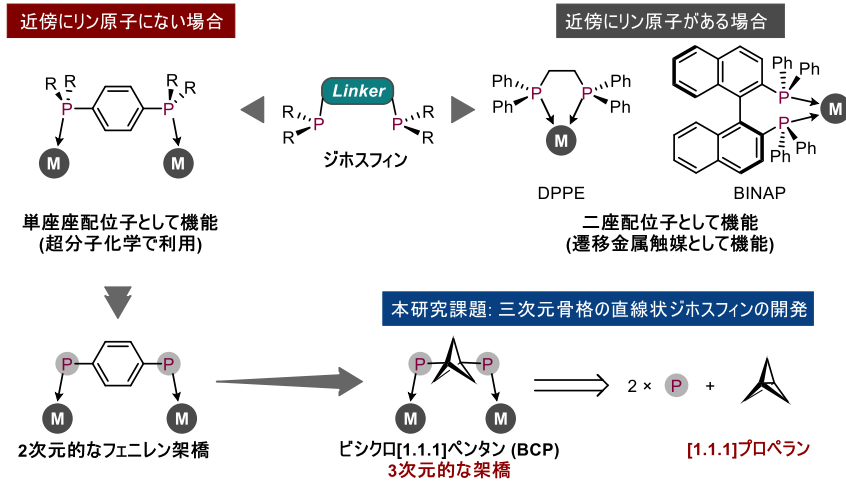 近傍にリン原子にない場合
近傍にリン原子がある場合
R
R
P
P
R
R
M
M
Linker
R
R
P
P
R
R
ジホスフィン
Ph
Ph
P
P
Ph
Ph
M
DPPE
Ph
Ph
P
P
M
Ph
Ph
BINAP
単座座配位子として機能
(超分子化学で利用)
二座配位子として機能
(遷移金属触媒として機能)
本研究課題: 三次元骨格の直線状ジホスフィンの開発
P
P
M
M
2次元的なフェニレン架橋
P
P
M
M
ビシクロ[1.1.1]ペンタン (BCP)
3次元的な架橋
2 × P +
[1.1.1]プロペラン